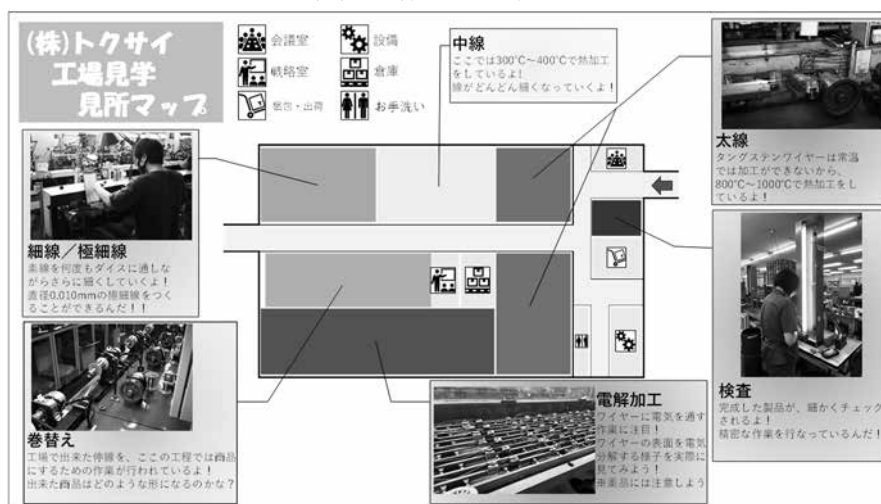 (株)トクサイ
工場見学
見所マップ
会議室
設備
戦略室
倉庫
梱包・出荷
お手洗い
中線
ここでは300℃～400℃で熱加工
をしているよ!
線がどんどん細くなっていくよ!
太線
タングステンワイヤーは常温
では加工ができないから、
800℃～1000℃で熱加工をし
ているよ!
細線／極細線
素線を何度もダイスに通しな
がらさらに細くしていくよ!
直径0.010mmの極細線をつく
ることができるんだ!!
巻替え
工場で出来た伸線を、ここの工程では商品
にするための作業が行われているよ!
出来た商品はどのような形になるのかな?
電解加工
ワイヤーに電気を通す
作業に注目!
ワイヤーの表面を電気
分解する様子を実際に
見てみよう!
※薬品には注意しよう
検査
完成した製品が、細かくチェック
されるよ!
精密な作業を行なっているんだ!